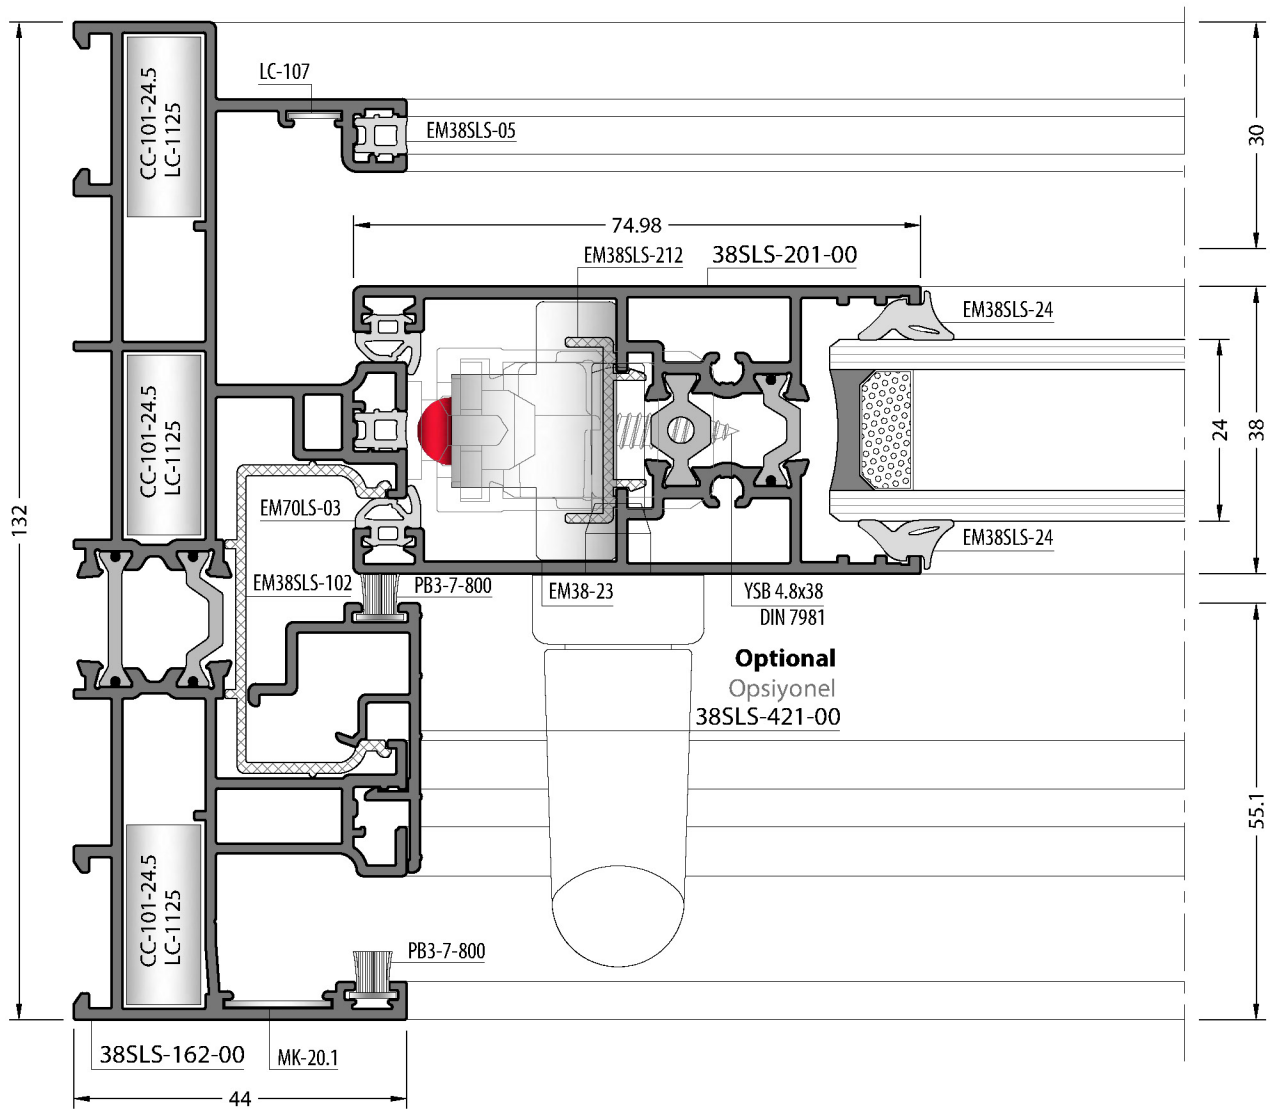 LC-107
CC-101-24.5
LC-1125
EM38SLS-05
30
74.98
EM38SLS-212
38SLS-201-00
EM38SLS-24
CC-101-24.5
LC-1125
24
38
132
EM70LS-03
EM38SLS-24
EM38SLS-102
PB3-7-800
EM38-23
YSB 4.8x38
DIN 7981
Optional
Opsiyonel
38SLS-421-00
55.1
CC-101-24.5
LC-1125
PB3-7-800
38SLS-162-00
MK-20.1
44